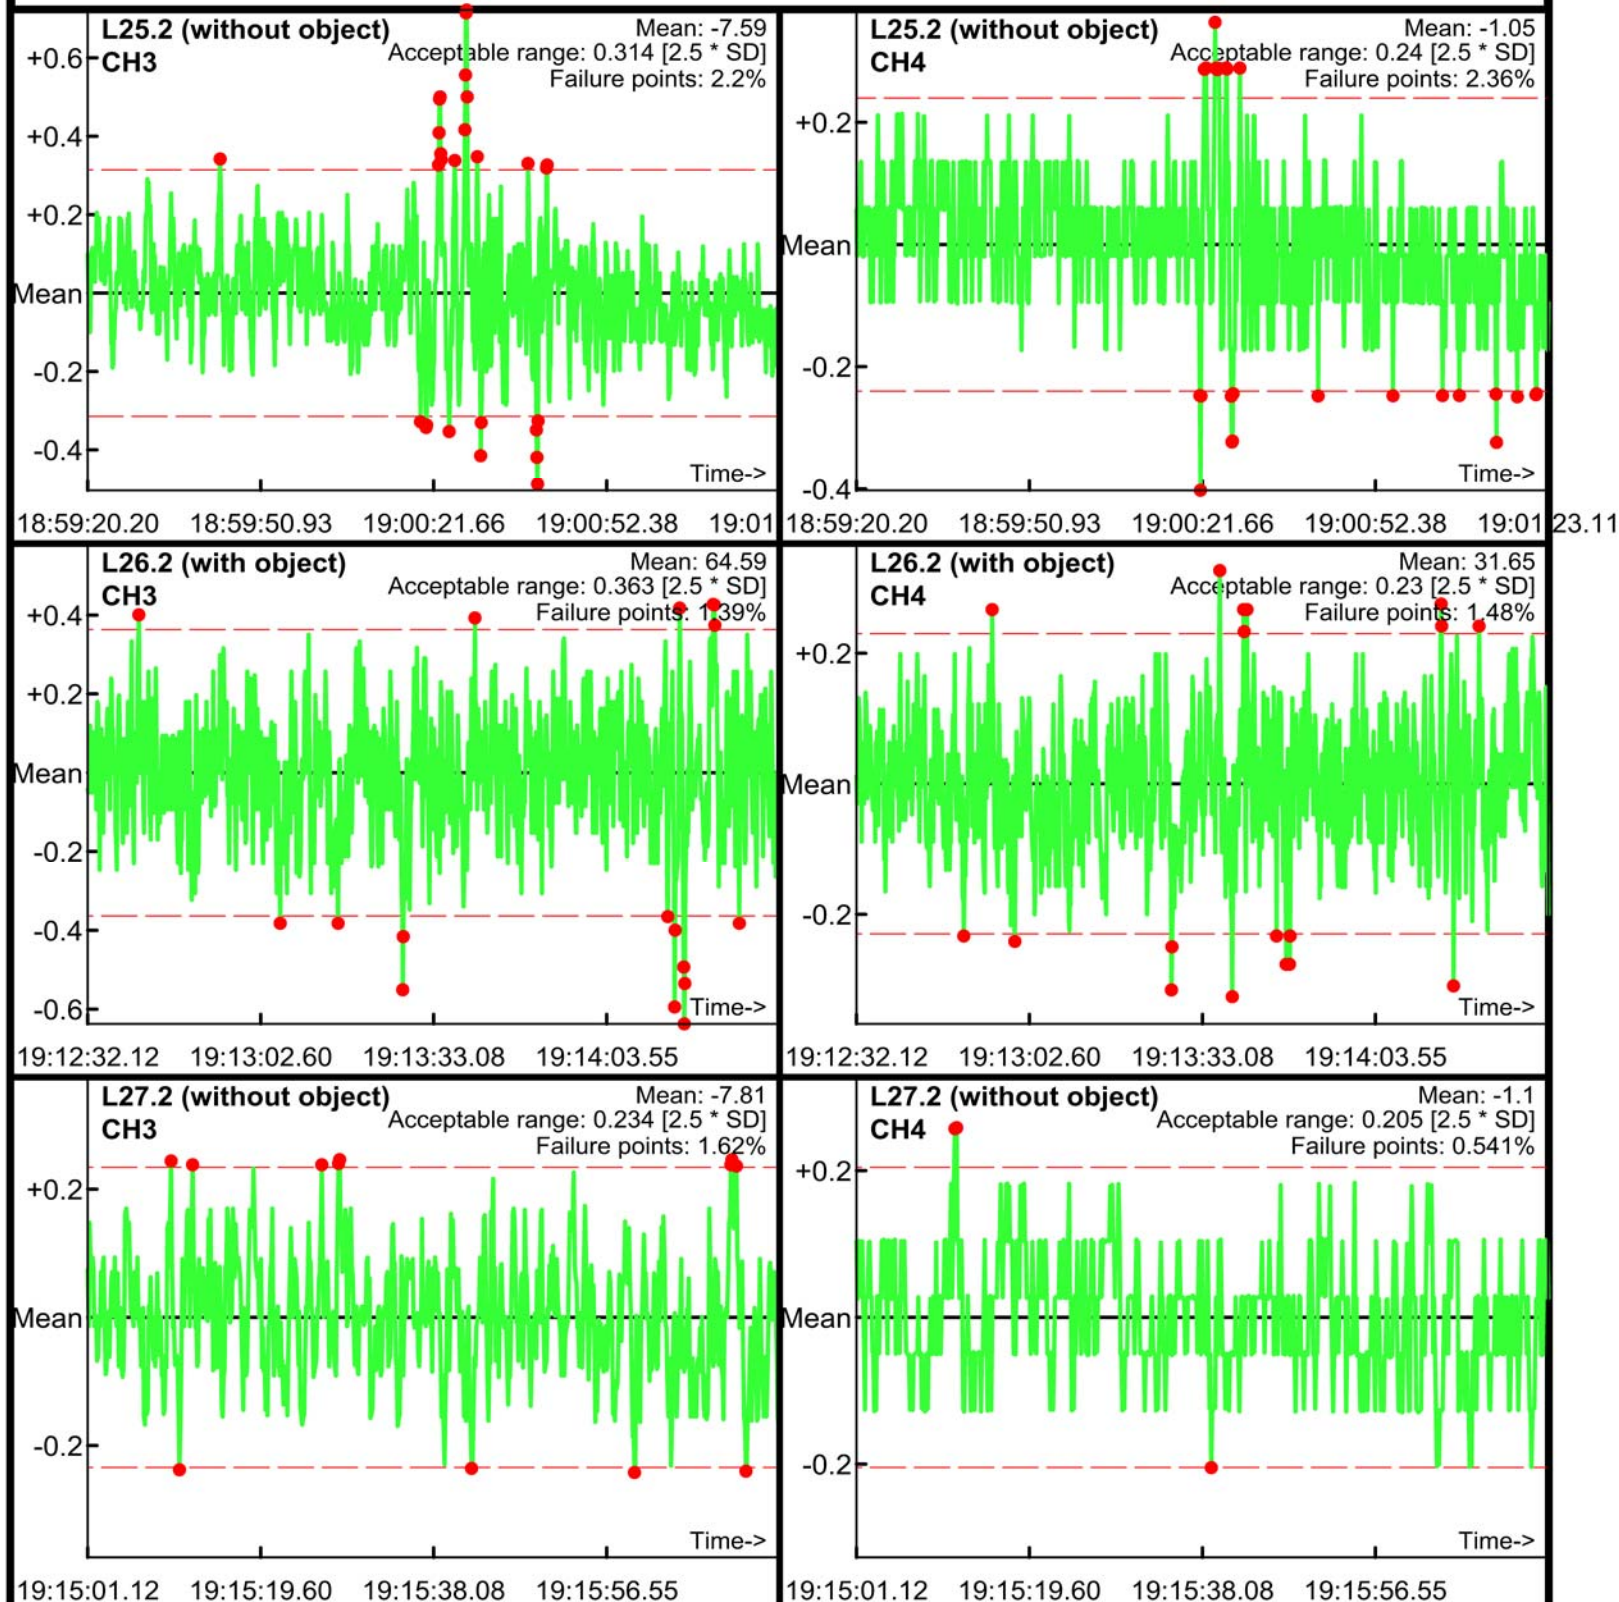 L25.2 (without object)
CH3
Mean: -7.59
Acceptable range: 0.314 [2.5 * SD]
Failure points: 2.2%
+0.6
+0.4
+0.2
Mean
-0.2
-0.4
Time->
18:59:20.20 18:59:50.93 19:00:21.66 19:00:52.38 19:01
L25.2 (without object)
CH4
Mean: -1.05
Acceptable range: 0.24 [2.5 * SD]
Failure points: 2.36%
+0.2
Mean
-0.2
-0.4
Time->
18:59:20.20 18:59:50.93 19:00:21.66 19:00:52.38 19:01:23.11
L26.2 (with object)
CH3
Mean: 64.59
Acceptable range: 0.363 [2.5 * SD]
Failure points: 1.39%
+0.4
+0.2
Mean
-0.2
-0.4
-0.6
Time->
19:12:32.12 19:13:02.60 19:13:33.08 19:14:03.55
L26.2 (with object)
CH4
Mean: 31.65
Acceptable range: 0.23 [2.5 * SD]
Failure points: 1.48%
+0.2
Mean
-0.2
Time->
19:12:32.12 19:13:02.60 19:13:33.08 19:14:03.55
L27.2 (without object)
CH3
Mean: -7.81
Acceptable range: 0.234 [2.5 * SD]
Failure points: 1.62%
+0.2
Mean
-0.2
Time->
19:15:01.12 19:15:19.60 19:15:38.08 19:15:56.55
L27.2 (without object)
CH4
Mean: -1.1
Acceptable range: 0.205 [2.5 * SD]
Failure points: 0.541%
+0.2
Mean
-0.2
Time->
19:15:01.12 19:15:19.60 19:15:38.08 19:15:56.55